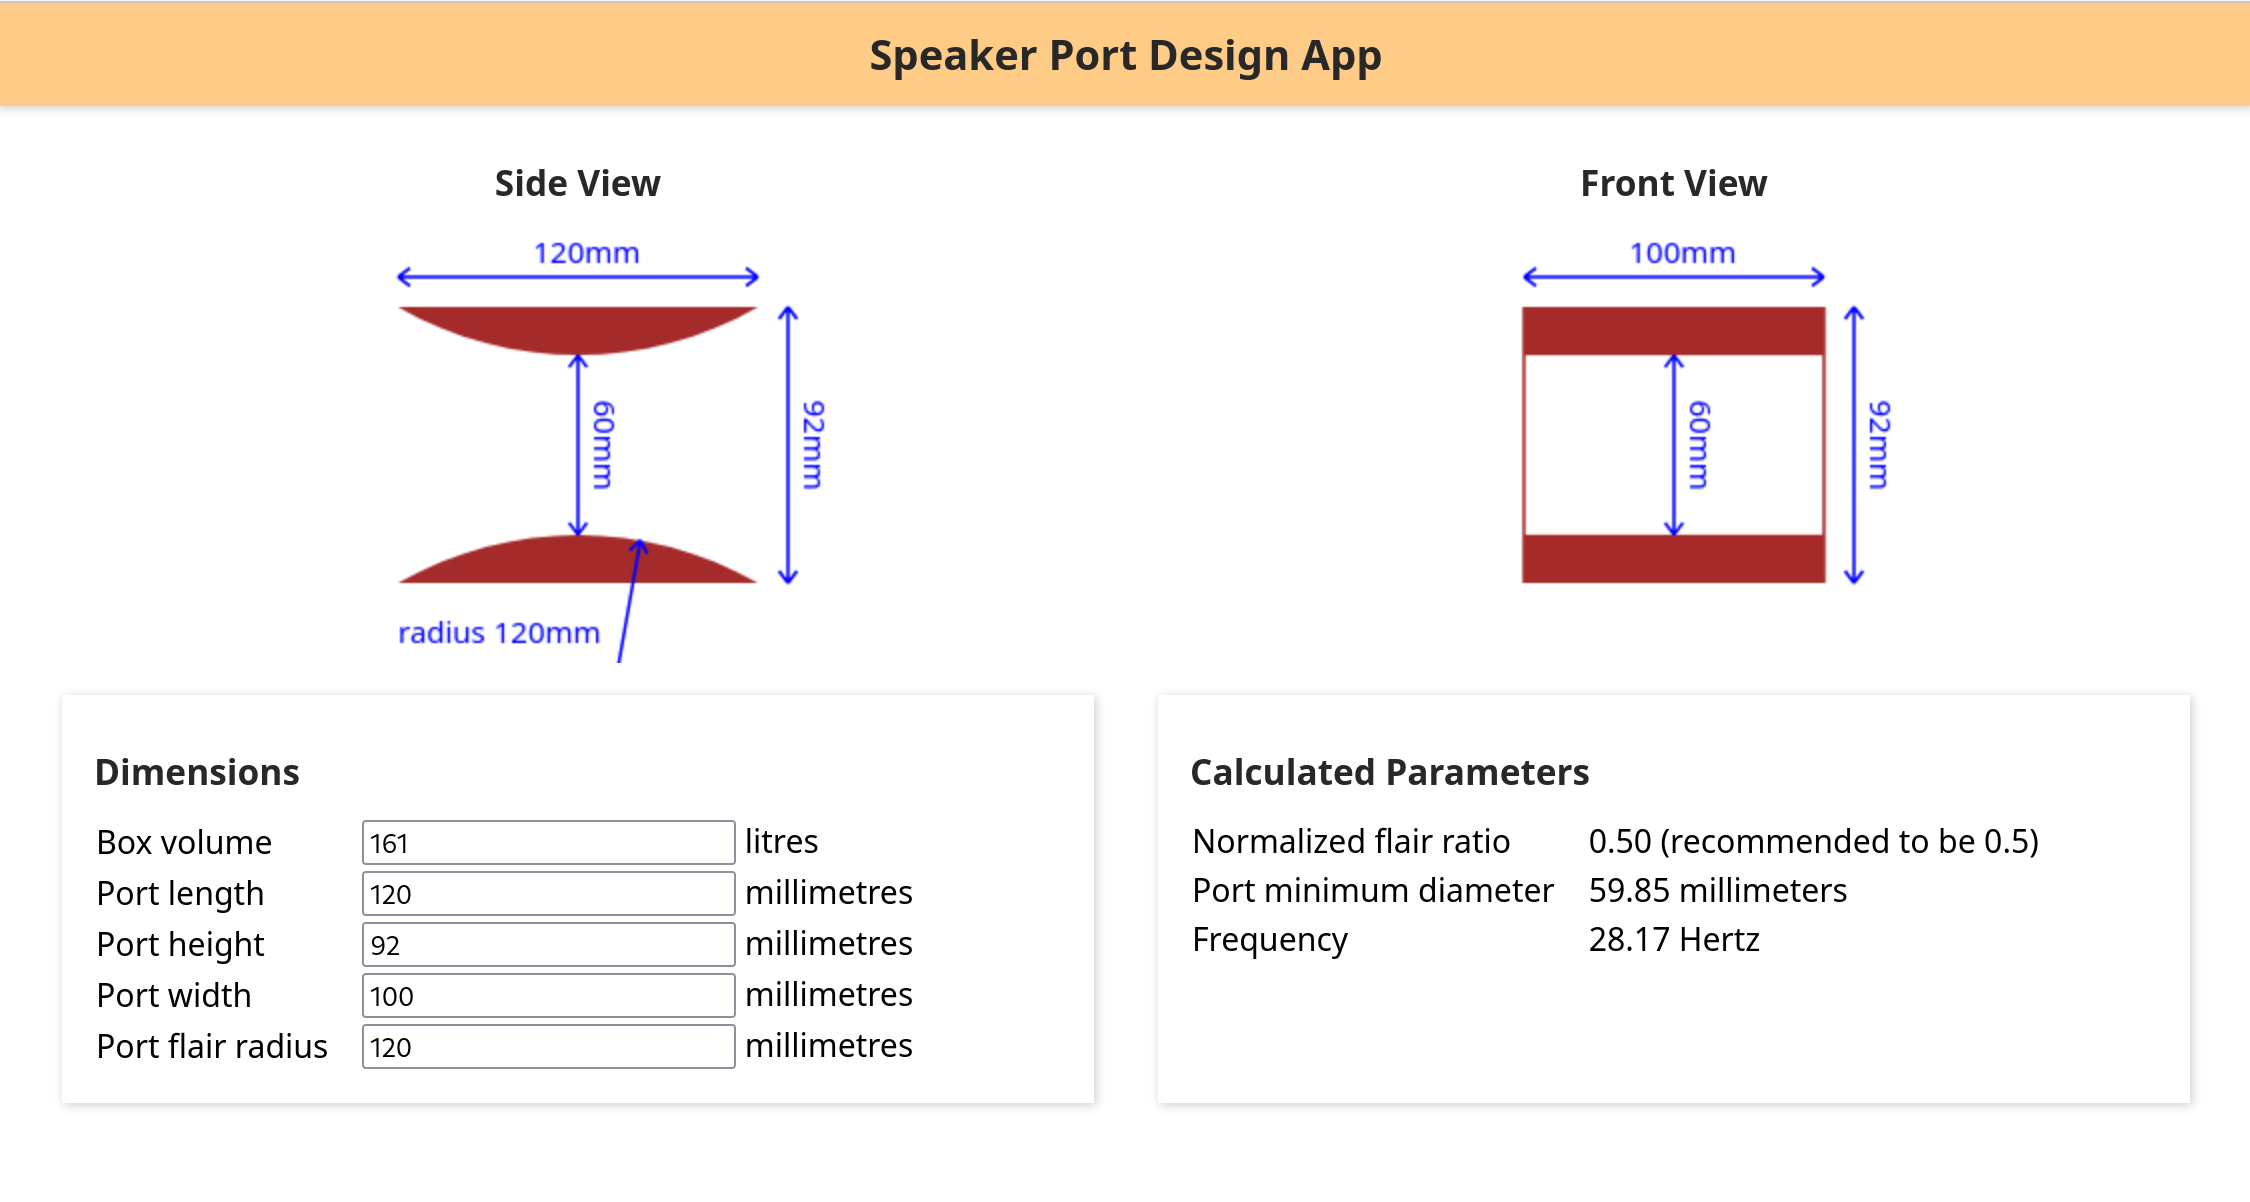 Speaker Port Design App
Side View
120mm
60mm
92mm
radius 120mm
Front View
100mm
60mm
92mm
Dimensions
Box volume 161 litres
Port length 120 millimetres
Port height 92 millimetres
Port width 100 millimetres
Port flair radius 120 millimetres
Calculated Parameters
Normalized flair ratio 0.50 (recommended to be 0.5)
Port minimum diameter 59.85 millimeters
Frequency 28.17 Hertz